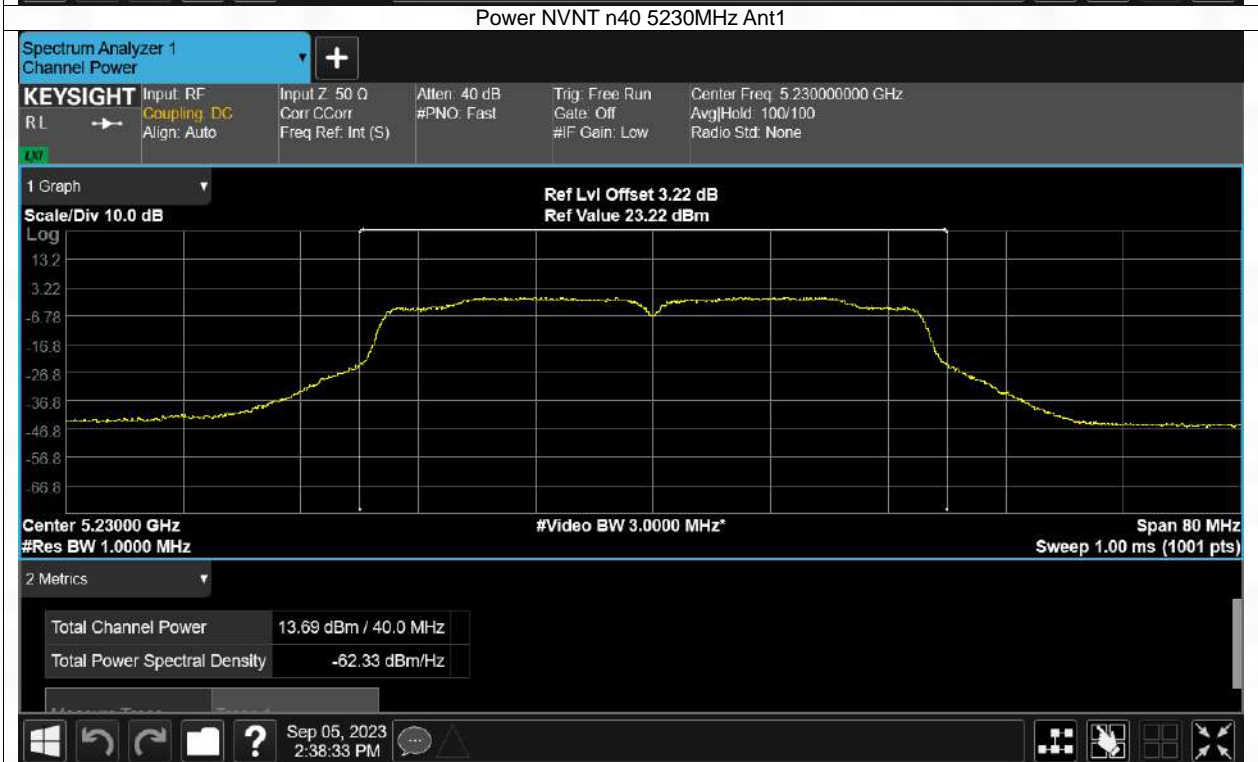 Power NVNT n40 5230MHz Ant1
Spectrum Analyzer 1
Channel Power
+
KEYSIGHT Input: RF Input Z: 50 Ω Atten: 40 dB Trig: Free Run Center Freq: 5.230000000 GHz
RL Coupling: DC Corr CCorr #PNO: Fast Gate: Off Avg|Hold: 100/100
Align: Auto Freq Ref: Int (S) #IF Gain: Low Radio Std: None
LXI
1 Graph Ref Lvl Offset 3.22 dB
Scale/Div 10.0 dB Ref Value 23.22 dBm
Log
13.2
3.22
-6.78
-16.8
-26.8
-36.8
-46.8
-56.8
-66.8
Center 5.23000 GHz #Video BW 3.0000 MHz* Span 80 MHz
#Res BW 1.0000 MHz Sweep 1.00 ms (1001 pts)
2 Metrics
Total Channel Power 13.69 dBm / 40.0 MHz
Total Power Spectral Density -62.33 dBm/Hz
? Sep 05, 2023
2:38:33 PM